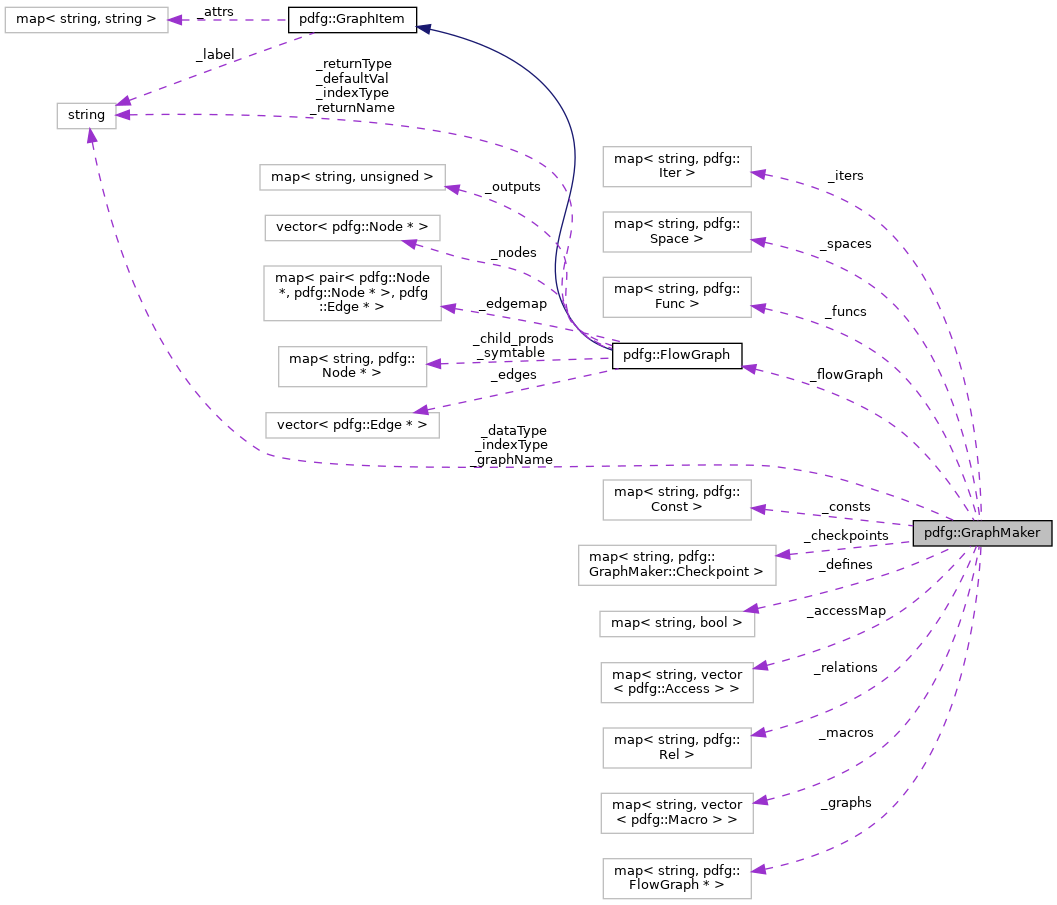 map< string, string >
_attrs
pdfg::GraphItem
_label
string
_returnType
_defaultVal
_indexType
_returnName
map< string, unsigned >
_outputs
vector< pdfg::Node * >
_nodes
map< pair< pdfg::Node
*, pdfg::Node * >, pdfg
::Edge * >
_edgemap
map< string, pdfg::
Node * >
_child_prods
_symtable
vector< pdfg::Edge * >
_edges
pdfg::FlowGraph
map< string, pdfg::
Iter >
_iters
map< string, pdfg::
Space >
_spaces
map< string, pdfg::
Func >
_funcs
_flowGraph
_dataType
_indexType
_graphName
map< string, pdfg::
Const >
_consts
pdfg::GraphMaker
map< string, pdfg::
GraphMaker::Checkpoint >
_checkpoints
map< string, bool >
_defines
map< string, vector
< pdfg::Access > >
_accessMap
map< string, pdfg::
Rel >
_relations
map< string, vector
< pdfg::Macro > >
_macros
map< string, pdfg::
FlowGraph * >
_graphs